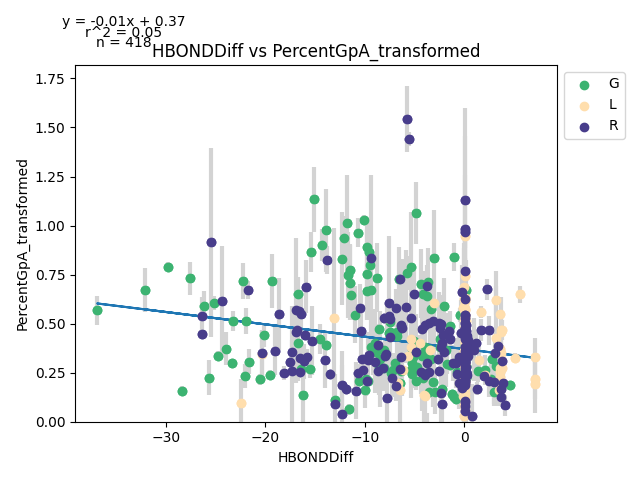 y = -0.01x + 0.37
r^2 = 0.05
n = 418
HBONDDiff vs PercentGpA_transformed
G
L
R
PercentGpA_transformed
1.75
1.50
1.25
1.00
0.75
0.50
0.25
0.00
−30
−20
−10
0
HBONDDiff